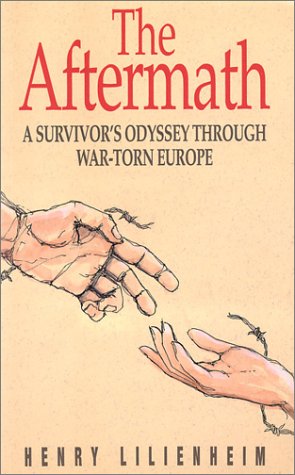 The
Aftermath
A SURVIVOR'S ODYSSEY THROUGH
WAR-TORN EUROPE
HENRY LILIENHEIM